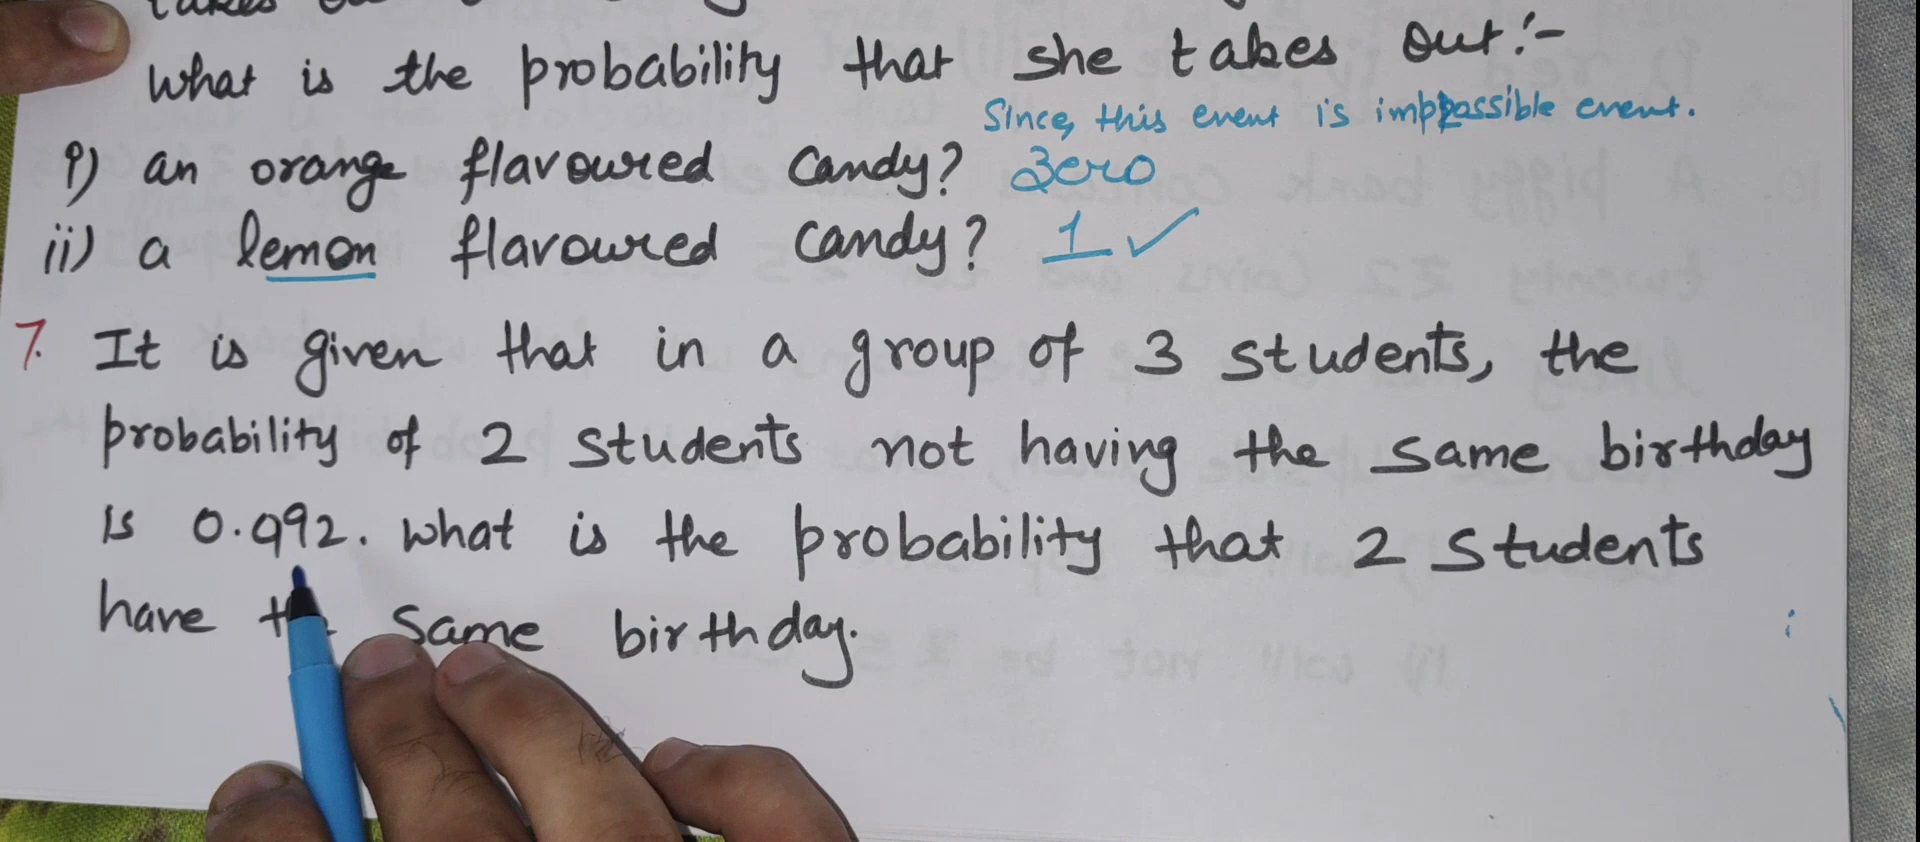 What is the probability that she takes out:-
Since, this event is impossible event.
i) an orange flavoured candy? Zero
ii) a lemon flavoured candy? 1 ✓
7. It is given that in a group of 3 students, the
probability of 2 students not having the same birthday
is 0.992. What is the probability that 2 students
have the same birthday.